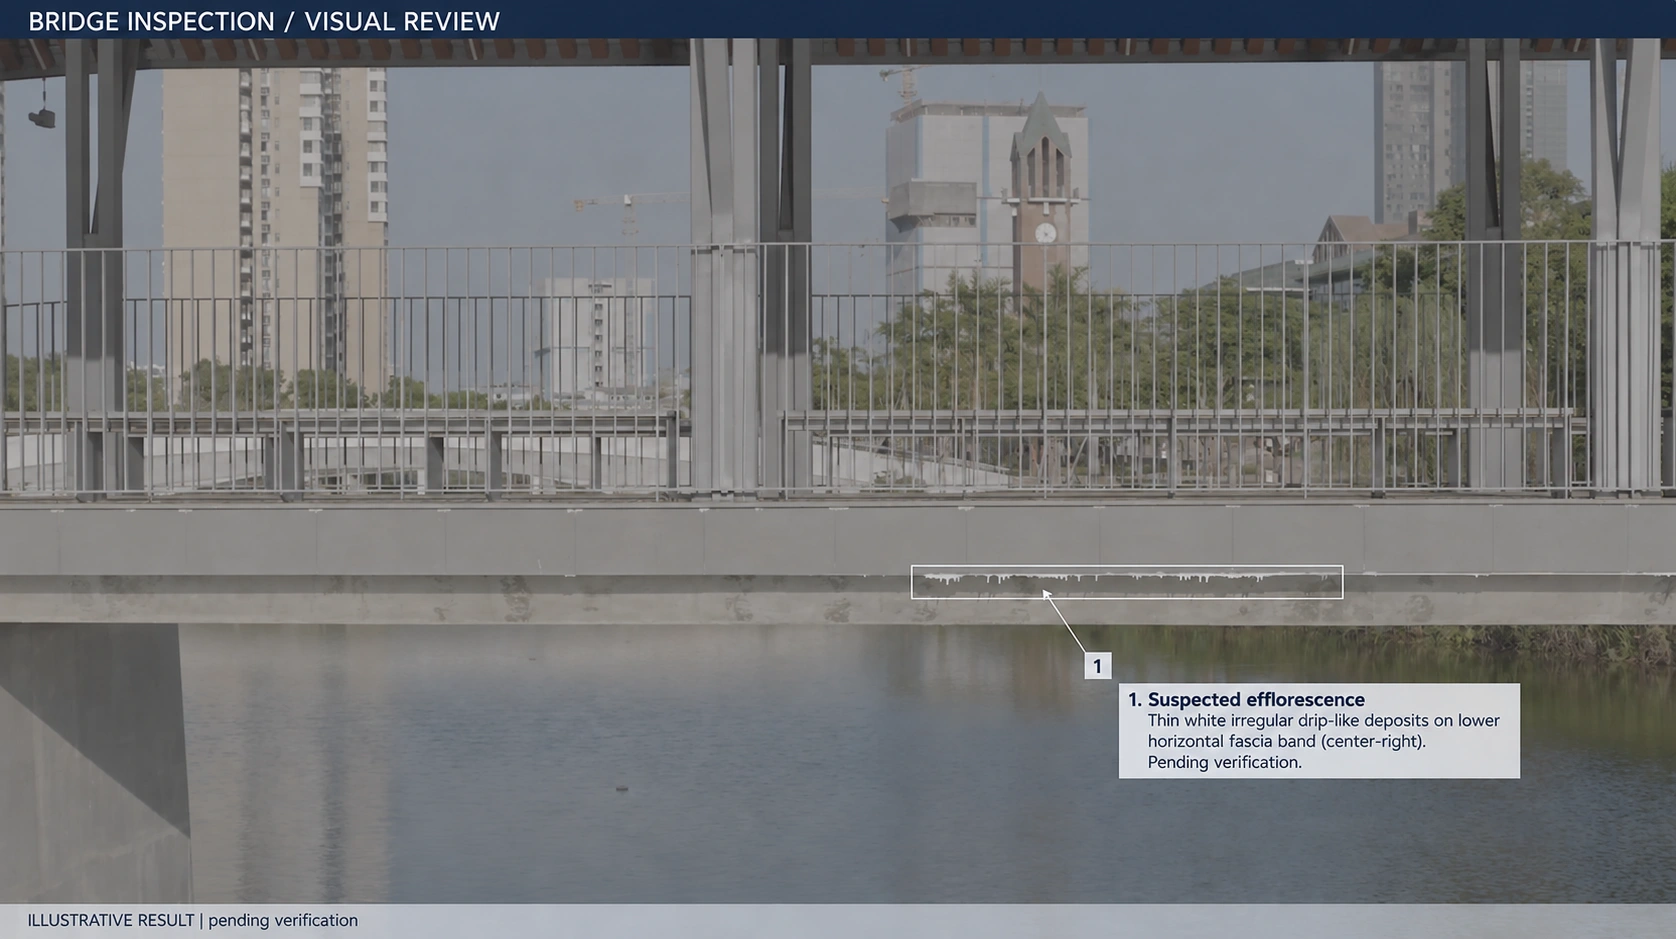 BRIDGE INSPECTION / VISUAL REVIEW
1
1. Suspected efflorescence
Thin white irregular drip-like deposits on lower
horizontal fascia band (center-right).
Pending verification.
ILLUSTRATIVE RESULT | pending verification